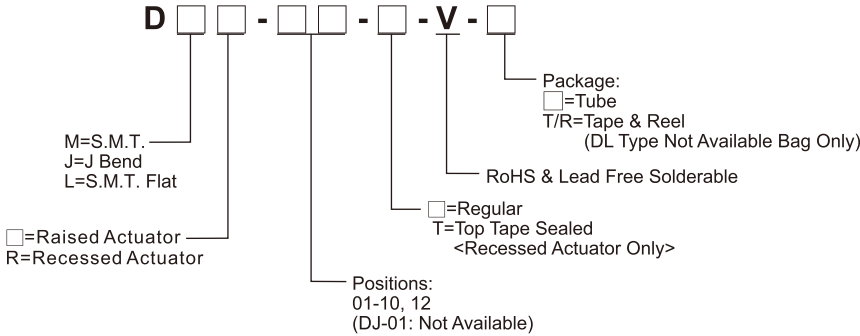 D□□-□□-□-V-□
Package:
□=Tube
T/R=Tape & Reel
(DL Type Not Available Bag Only)
M=S.M.T.
J=J Bend
L=S.M.T. Flat
RoHS & Lead Free Solderable
□=Regular
T=Top Tape Sealed
<Recessed Actuator Only>
□=Raised Actuator
R=Recessed Actuator
Positions:
01-10, 12
(DJ-01: Not Available)